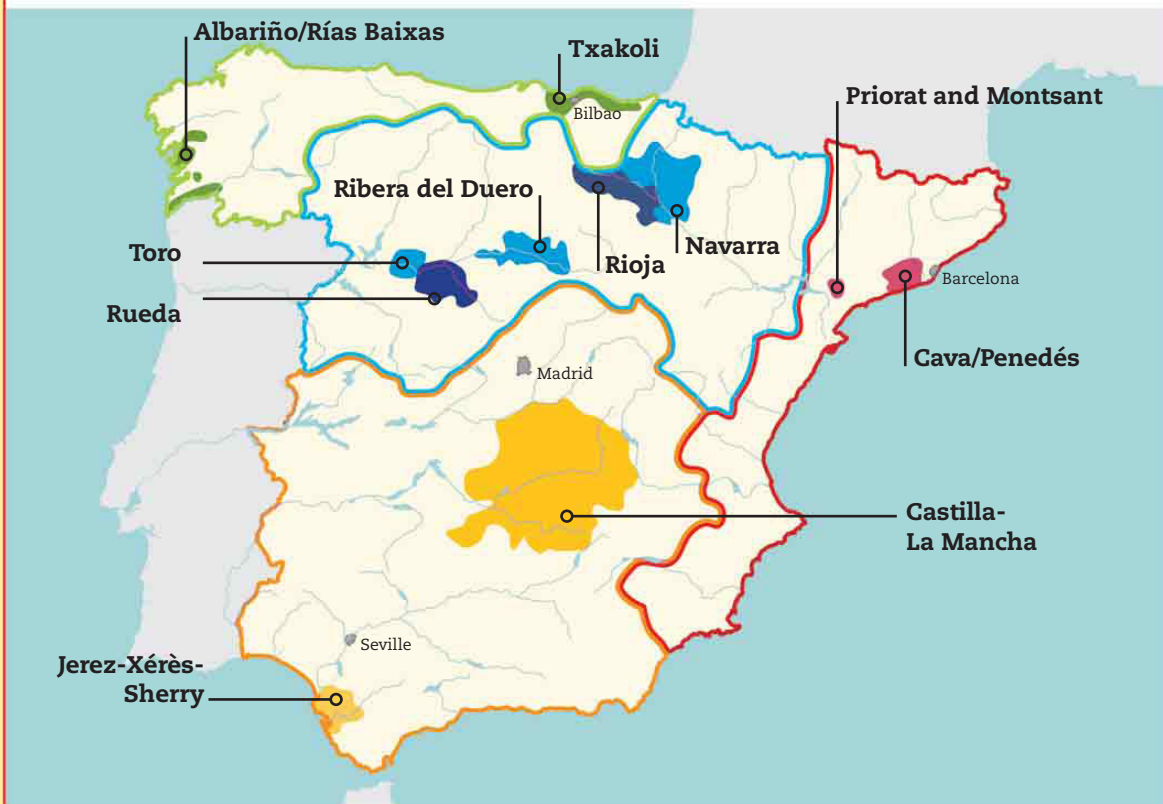 Albariño/Rías Baixas
Txakoli
Bilbao
Priorat and Montsant
Ribera del Duero
Toro
Rioja
Navarra
Barcelona
Rueda
Cava/Penedés
Madrid
Castilla-
La Mancha
Seville
Jerez-Xérès-
Sherry